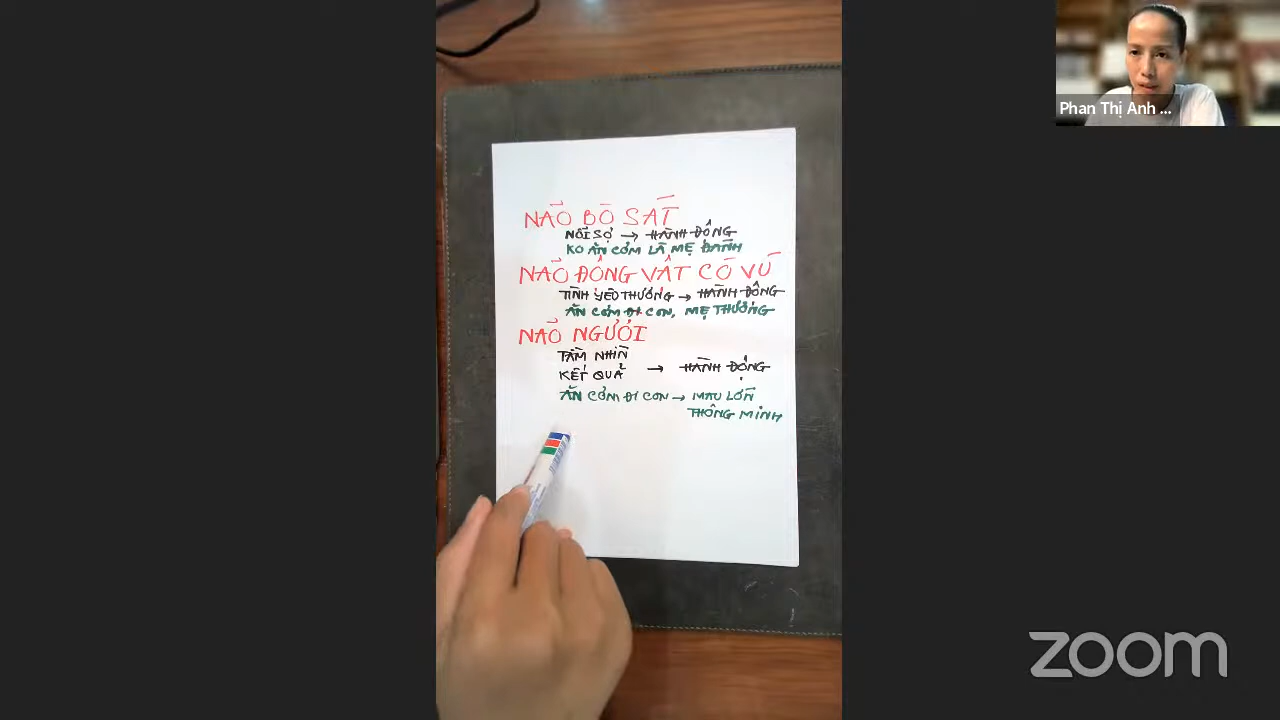 Phan Thị Anh ...
NÃO BÒ SÁT
NỖI SỢ → HÀNH ĐỘNG
KO ĂN CƠM LÀ MẸ ĐÁNH
NÃO ĐỘNG VẬT CÓ VÚ
TÌNH YÊU THƯƠNG → HÀNH ĐỘNG
ĂN CƠM ĐI CON, MẸ THƯƠNG
NÃO NGƯỜI
TẦM NHÌN
KẾT QUẢ → HÀNH ĐỘNG
ĂN CƠM ĐI CON → MAU LỚN
THÔNG MINH
zoom